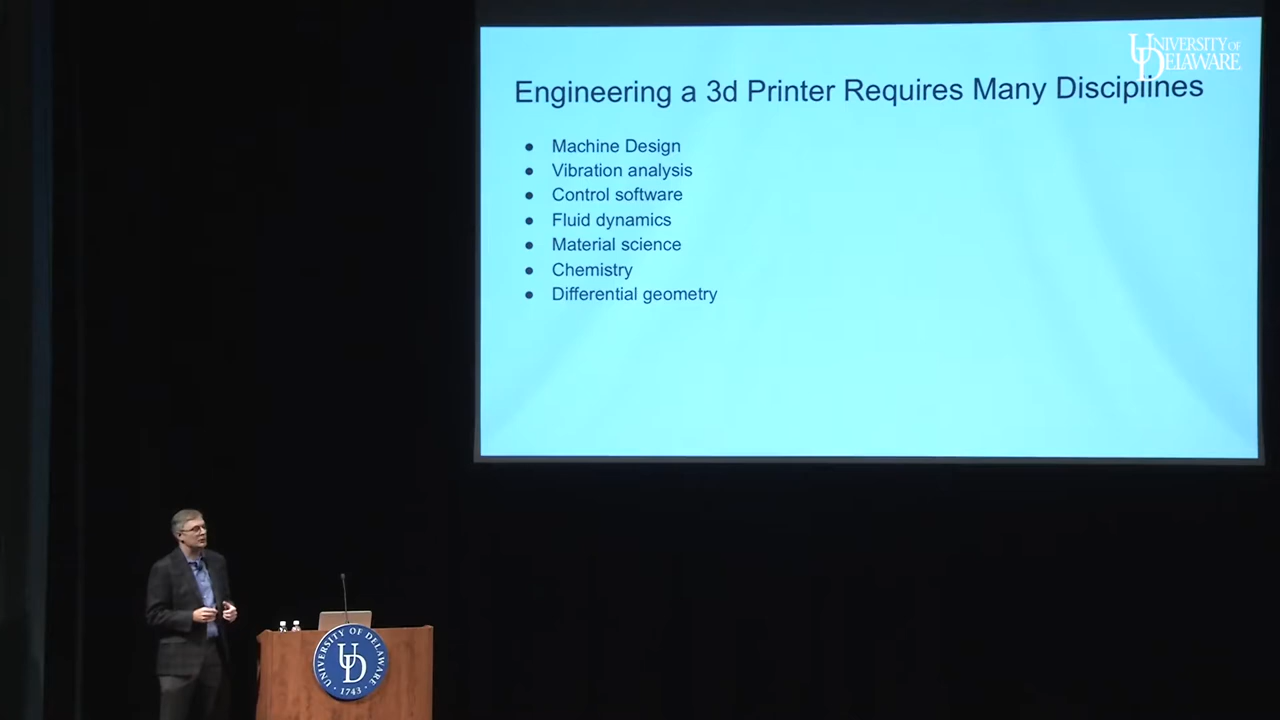 UNIVERSITY OF
DELAWARE
Engineering a 3d Printer Requires Many Disciplines
● Machine Design
● Vibration analysis
● Control software
● Fluid dynamics
● Material science
● Chemistry
● Differential geometry
UNIVERSITY OF DELAWARE
UD
· 1743 ·